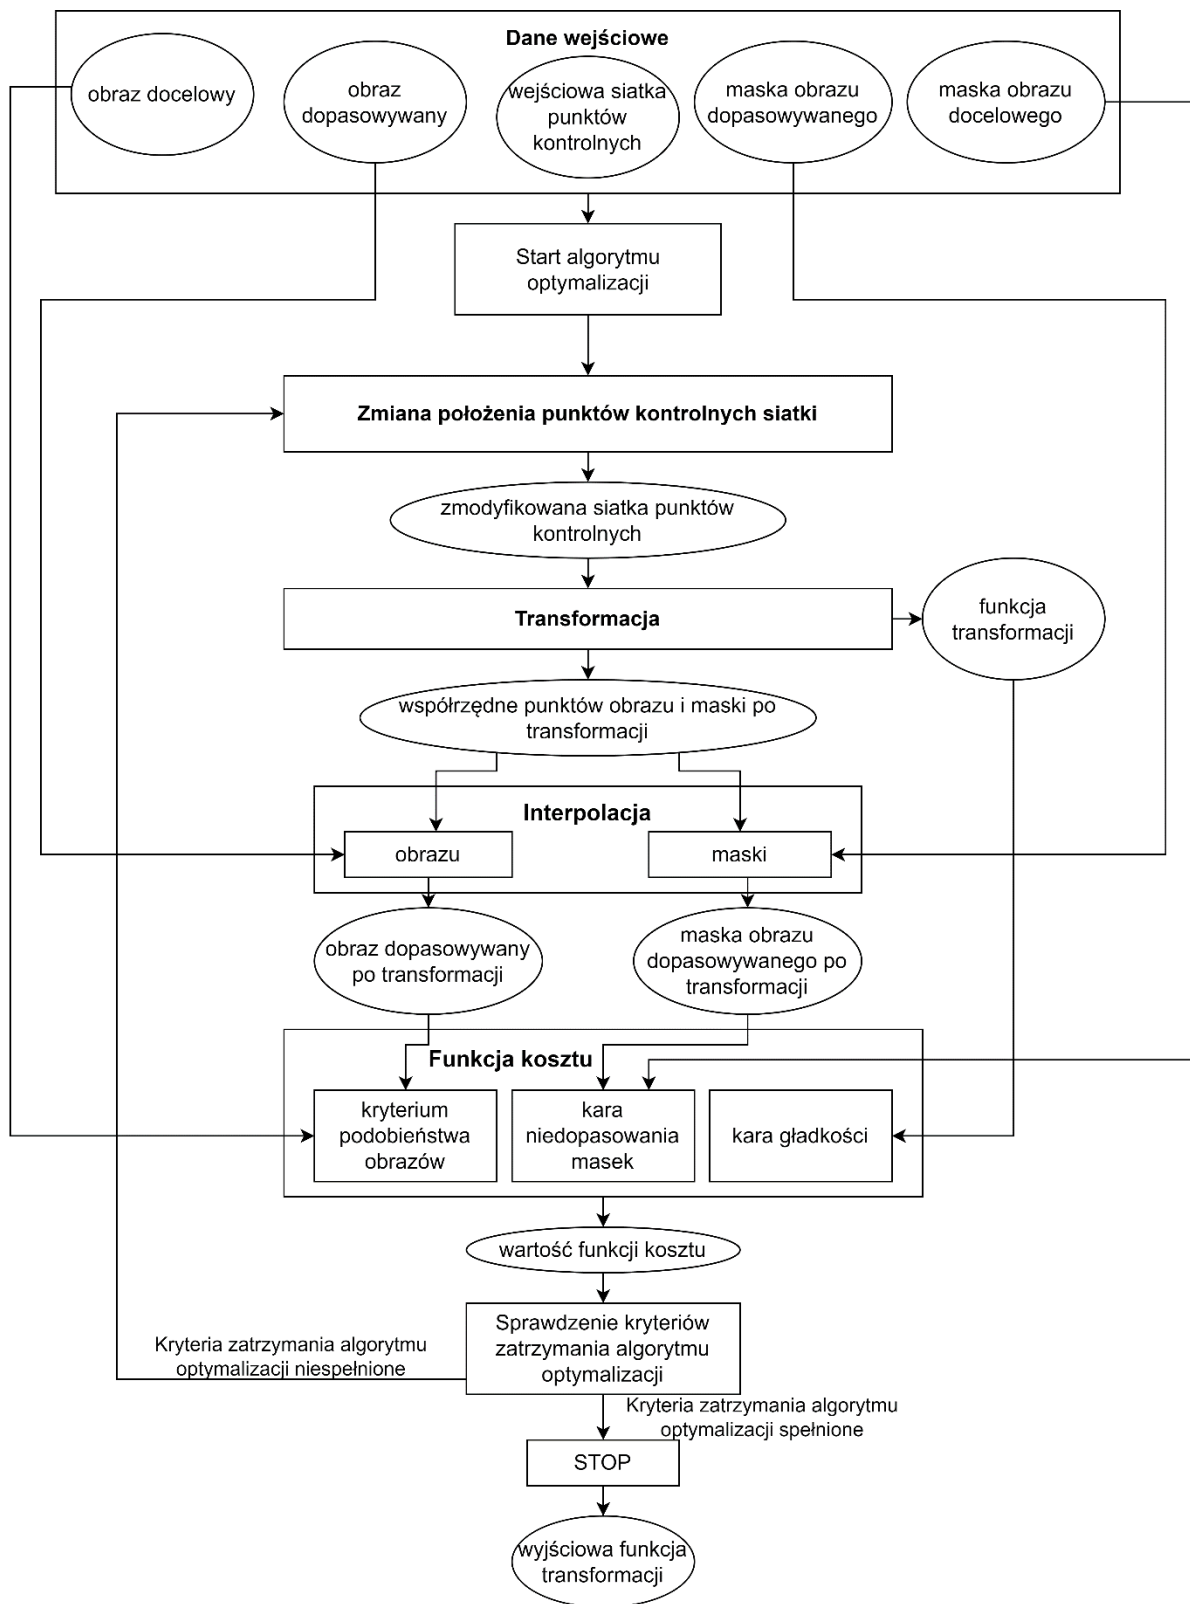 Dane wejściowe
obraz docelowy
obraz
dopasowywany
wejściowa siatka
punktów
kontrolnych
maska obrazu
dopasowywanego
maska obrazu
docelowego
Start algorytmu
optymalizacji
Zmiana położenia punktów kontrolnych siatki
zmodyfikowana siatka punktów
kontrolnych
Transformacja
funkcja
transformacji
współrzędne punktów obrazu i maski po
transformacji
Interpolacja
obrazu
maski
obraz dopasowywany
po transformacji
maska obrazu
dopasowywanego po
transformacji
Funkcja kosztu
kryterium
podobieństwa
obrazów
kara
niedopasowania
masek
kara gładkości
wartość funkcji kosztu
Sprawdzenie kryteriów
zatrzymania algorytmu
optymalizacji
Kryteria zatrzymania algorytmu
optymalizacji niespełnione
Kryteria zatrzymania algorytmu
optymalizacji spełnione
STOP
wyjściowa funkcja
transformacji